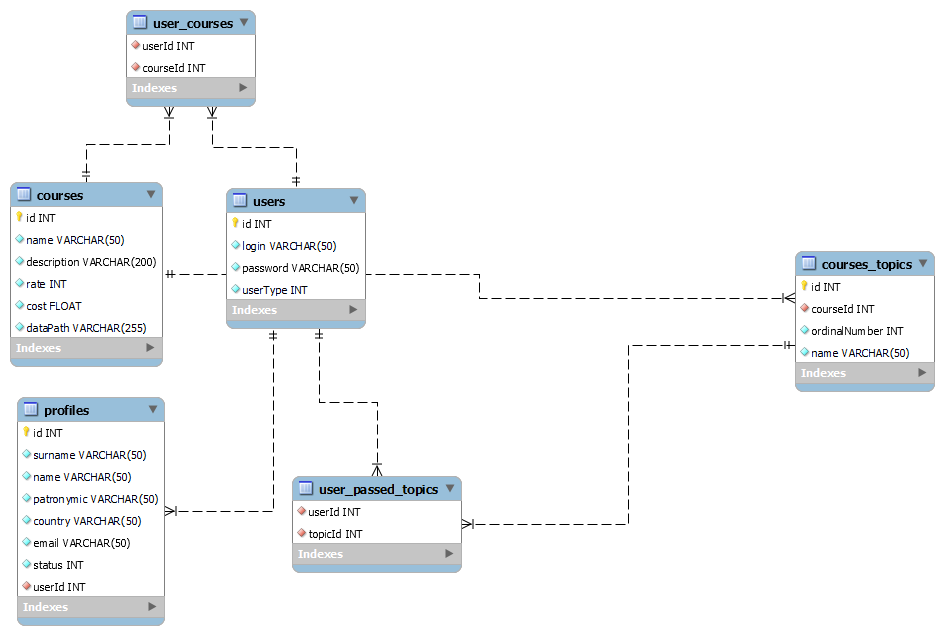 user_courses
userId INT
courseId INT
Indexes
courses
id INT
name VARCHAR(50)
description VARCHAR(200)
rate INT
cost FLOAT
dataPath VARCHAR(255)
Indexes
users
id INT
login VARCHAR(50)
password VARCHAR(50)
userType INT
Indexes
courses_topics
id INT
courseId INT
ordinalNumber INT
name VARCHAR(50)
Indexes
profiles
id INT
surname VARCHAR(50)
name VARCHAR(50)
patronymic VARCHAR(50)
country VARCHAR(50)
email VARCHAR(50)
status INT
userId INT
Indexes
user_passed_topics
userId INT
topicId INT
Indexes